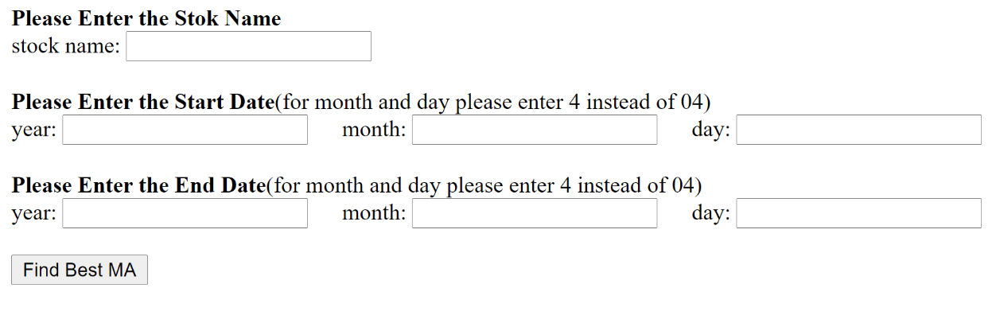 Please Enter the Stok Name
stock name:
Please Enter the Start Date(for month and day please enter 4 instead of 04)
year: month: day:
Please Enter the End Date(for month and day please enter 4 instead of 04)
year: month: day:
Find Best MA